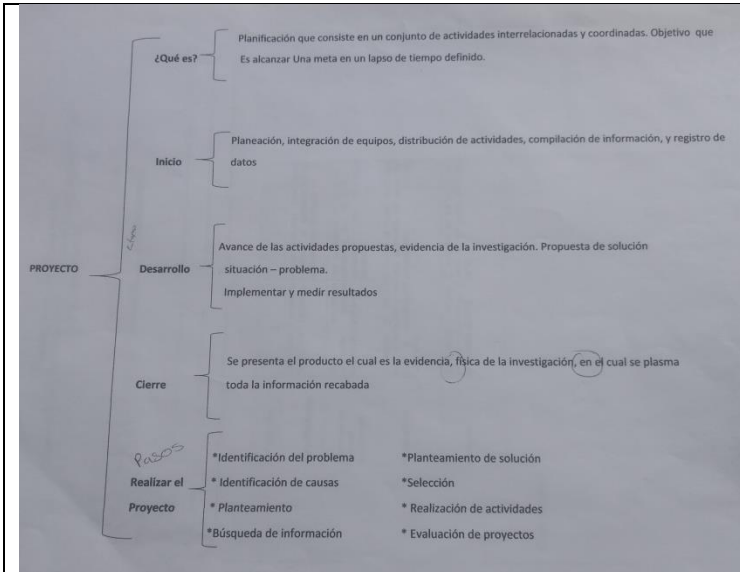 Planificación que consiste en un conjunto de actividades interrelacionadas y coordinadas. Objetivo que
¿Qué es?
Es alcanzar Una meta en un lapso de tiempo definido.
Planeación, integración de equipos, distribución de actividades, compilación de información, y registro de
Inicio
datos
Avance de las actividades propuestas, evidencia de la investigación. Propuesta de solución
PROYECTO
Desarrollo
situación – problema.
Implementar y medir resultados
Se presenta el producto el cual es la evidencia, física de la investigación, en el cual se plasma
Cierre
toda la información recabada
Pasos
Realizar el
Proyecto
*Identificación del problema
* Identificación de causas
* Planteamiento
*Búsqueda de información
*Planteamiento de solución
*Selección
* Realización de actividades
* Evaluación de proyectos